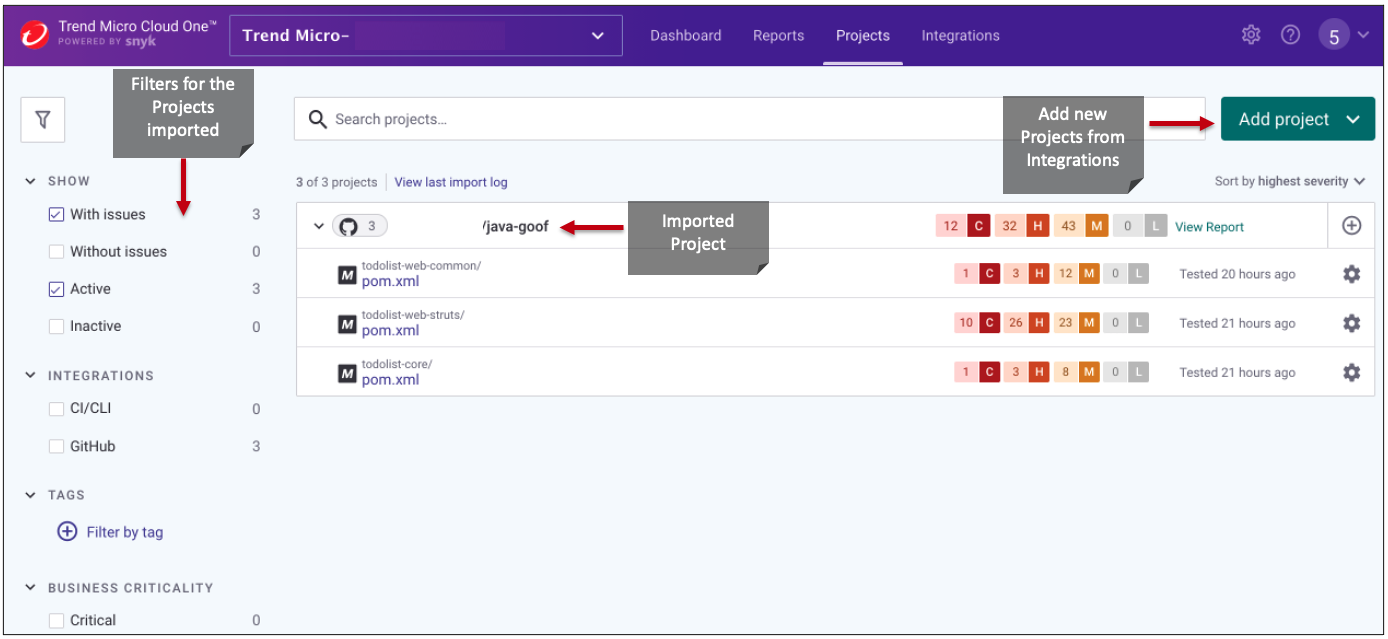 Trend Micro Cloud One™
POWERED BY snyk
Trend Micro-
Dashboard
Reports
Projects
Integrations
5
Filters for the
Projects
imported
Search projects...
Add new
Projects from
Integrations
Add project
SHOW
With issues 3
Without issues 0
Active 3
Inactive 0
INTEGRATIONS
CI/CLI 0
GitHub 3
TAGS
Filter by tag
BUSINESS CRITICALITY
Critical 0
3 of 3 projects
View last import log
Sort by highest severity
3 /java-goof
Imported
Project
12 C 32 H 43 M 0 L View Report
todolist-web-common/
M pom.xml
1 C 3 H 12 M 0 L Tested 20 hours ago
todolist-web-struts/
M pom.xml
10 C 26 H 23 M 0 L Tested 21 hours ago
todolist-core/
M pom.xml
1 C 3 H 8 M 0 L Tested 21 hours ago